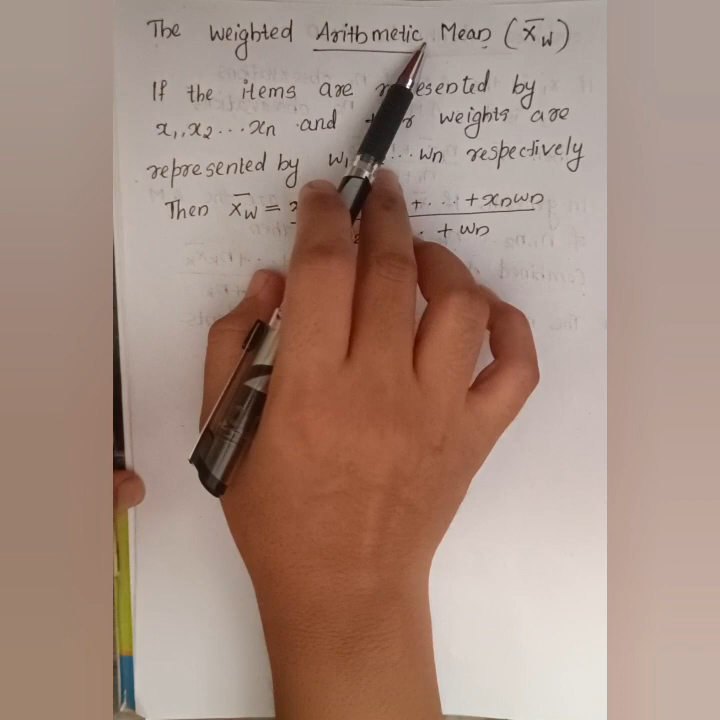 The weighted Arithmetic Mean (x̄w)
If the items are by
x1, x2 ... xn and weights are
represented by w1 ... wn respectively
Then x̄w = + ... + xnwn
+ wn